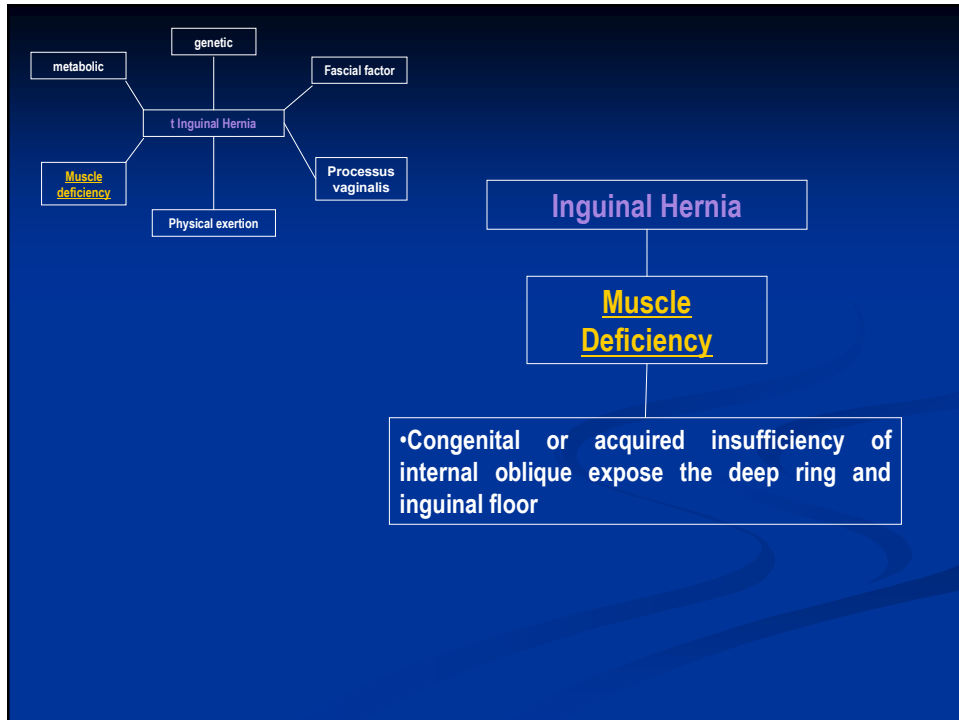 genetic
metabolic
Fascial factor
t Inguinal Hernia
Muscle
deficiency
Processus
vaginalis
Physical exertion
Inguinal Hernia
Muscle
Deficiency
•Congenital or acquired insufficiency of
internal oblique expose the deep ring and
inguinal floor